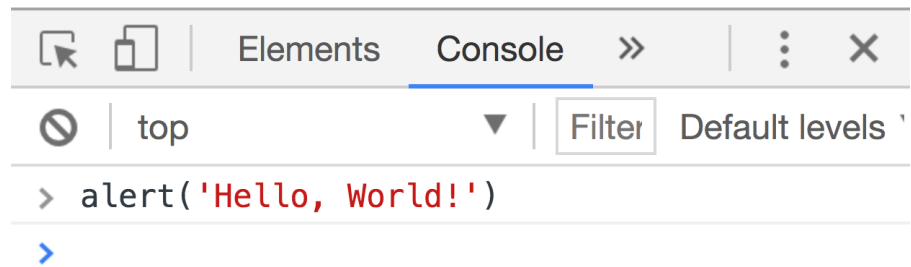 Elements Console
top Filter Default levels
alert('Hello, World!')